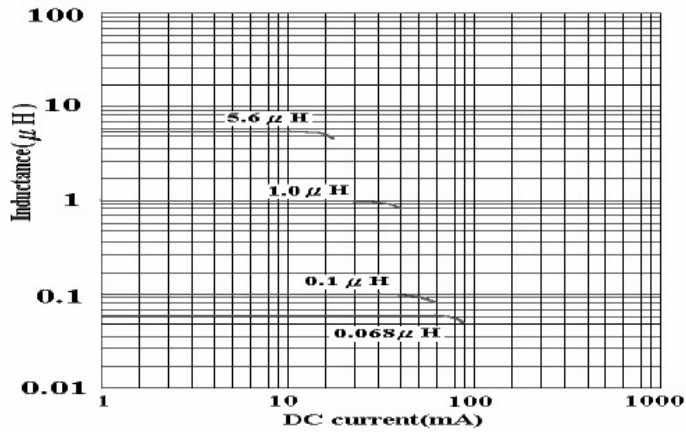 100
10
1
0.1
0.01
Inductance(μH)
5.6 μ H
1.0 μ H
0.1 μ H
0.068μ H
1 10 100 1000
DC current(mA)